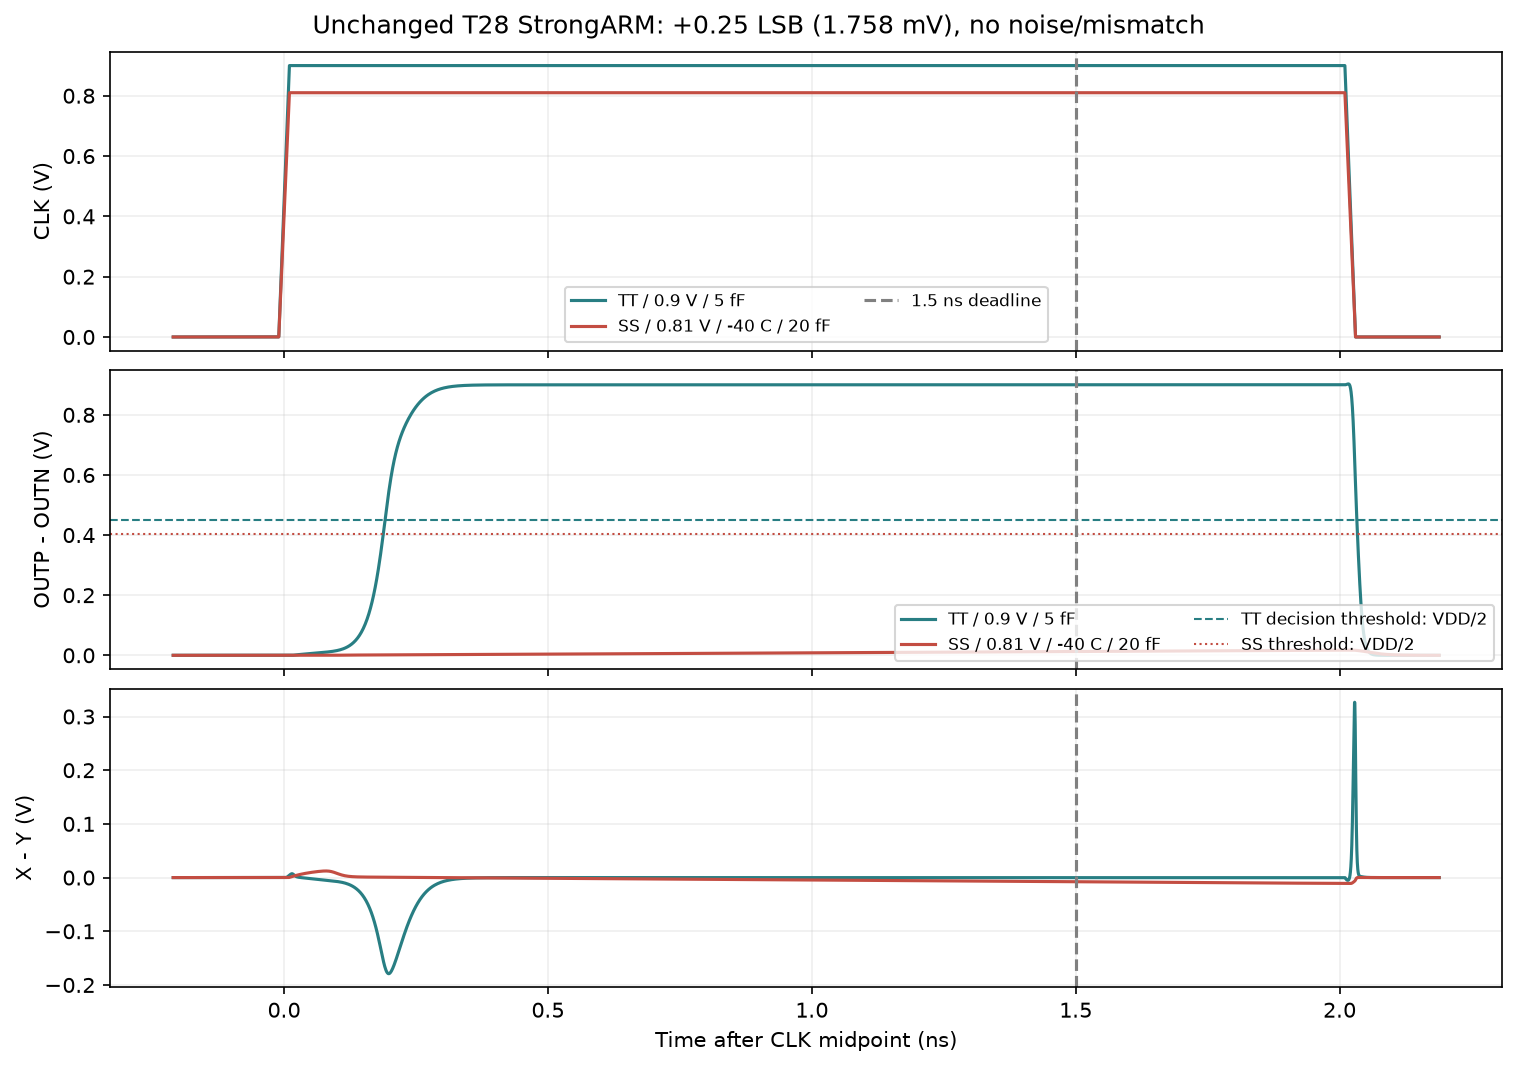 Unchanged T28 StrongARM: +0.25 LSB (1.758 mV), no noise/mismatch
CLK (V)
0.8
0.6
0.4
0.2
0.0
TT / 0.9 V / 5 fF
SS / 0.81 V / -40 C / 20 fF
1.5 ns deadline
OUTP - OUTN (V)
0.8
0.6
0.4
0.2
0.0
TT / 0.9 V / 5 fF
SS / 0.81 V / -40 C / 20 fF
TT decision threshold: VDD/2
SS threshold: VDD/2
X - Y (V)
0.3
0.2
0.1
0.0
−0.1
−0.2
0.0 0.5 1.0 1.5 2.0
Time after CLK midpoint (ns)